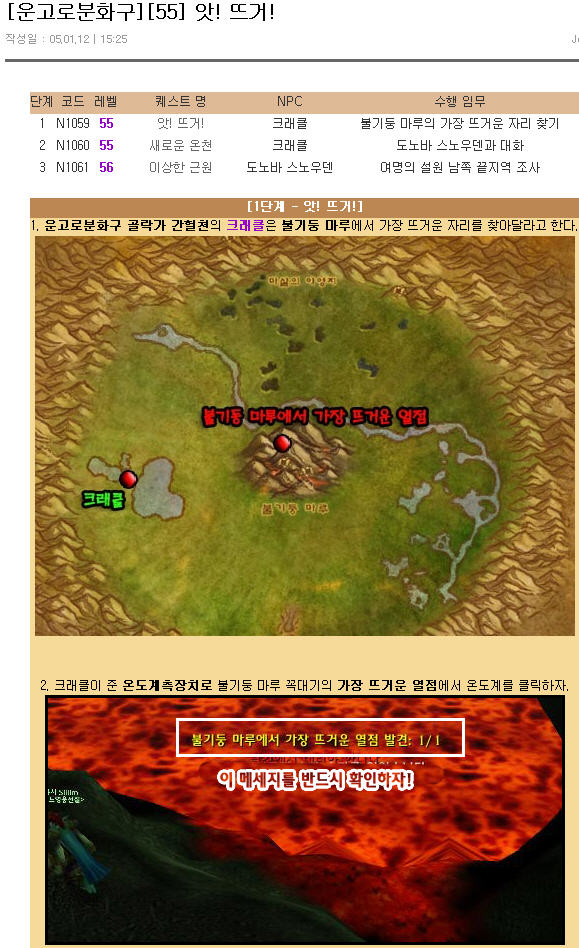 [운고로분화구][55] 앗! 뜨거!
작성일 : 05.01.12 | 15:25
단계 코드 레벨 퀘스트 명 NPC 수행 임무
1 N1059 55 앗! 뜨거! 크래클 불기둥 마루의 가장 뜨거운 자리 찾기
2 N1060 55 새로운 온천 크래클 도노바 스노우덴과 대화
3 N1061 56 이상한 근원 도노바 스노우덴 여명의 설원 남쪽 끝지역 조사
[1단계 - 앗! 뜨거!]
1. 운고로분화구 골락가 간헐천의 크래클은 불기둥 마루에서 가장 뜨거운 자리를 찾아달라고 한다.
불기둥 마루에서 가장 뜨거운 열점
크래클
불기둥 마루
2. 크래클이 준 온도계측장치로 불기둥 마루 꼭대기의 가장 뜨거운 열점에서 온도계를 클릭하자.
불기둥 마루에서 가장 뜨거운 열점 발견: 1/1
이 메세지를 반드시 확인하자!